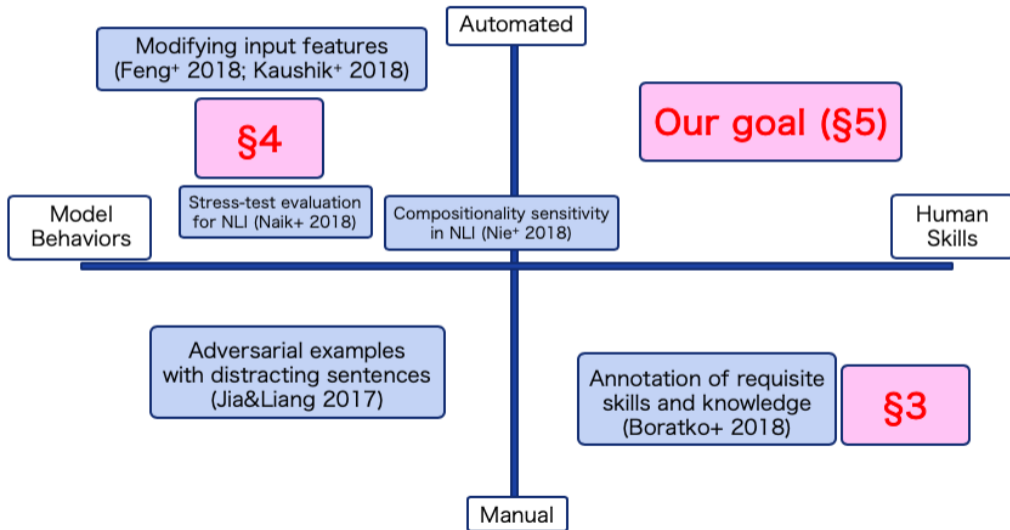 Automated
Modifying input features
(Feng⁺ 2018; Kaushik⁺ 2018)
§4
Our goal (§5)
Stress-test evaluation
for NLI (Naik+ 2018)
Model
Behaviors
Compositionality sensitivity
in NLI (Nie⁺ 2018)
Human
Skills
Adversarial examples
with distracting sentences
(Jia&Liang 2017)
Annotation of requisite
skills and knowledge
(Boratko+ 2018)
§3
Manual